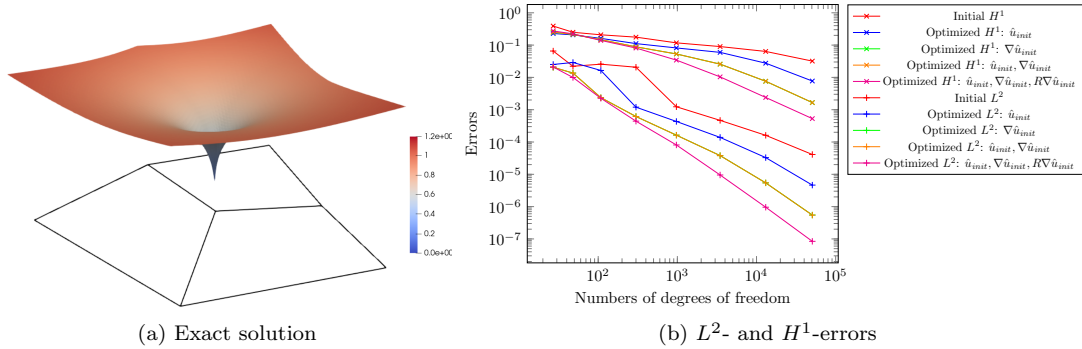 1.2e+00
1
0.8
0.6
0.4
0.2
0.0e+00
(a) Exact solution
10^0
10^−1
10^−2
10^−3
10^−4
10^−5
10^−6
10^−7
Errors
10^2
10^3
10^4
10^5
Numbers of degrees of freedom
Initial H^1
Optimized H^1: û_init
Optimized H^1: ∇û_init
Optimized H^1: û_init, ∇û_init
Optimized H^1: û_init, ∇û_init, R∇û_init
Initial L^2
Optimized L^2: û_init
Optimized L^2: ∇û_init
Optimized L^2: û_init, ∇û_init
Optimized L^2: û_init, ∇û_init, R∇û_init
(b) L^2- and H^1-errors